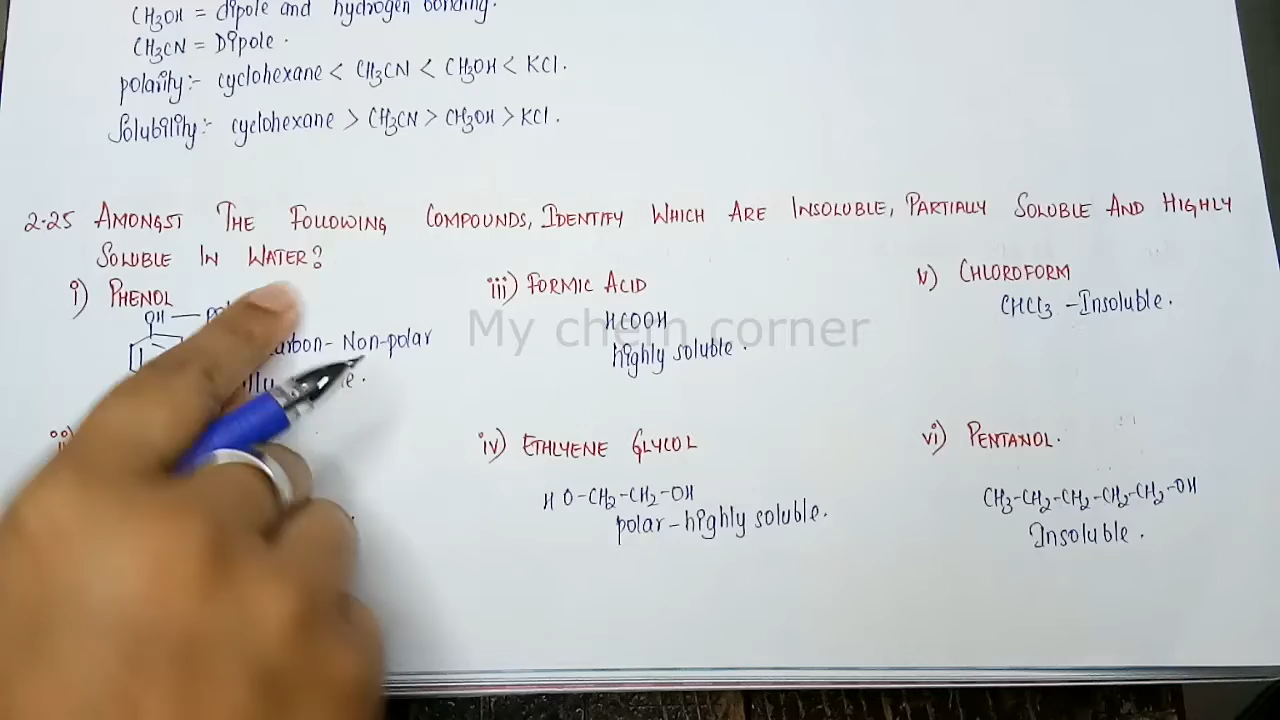 CH3OH = dipole and hydrogen bonding.
CH3CN = Dipole.
polarity:- cyclohexane < CH3CN < CH3OH < KCl.
Solubility:- cyclohexane > CH3CN > CH3OH > KCl.
2.25 AMONGST THE FOLLOWING COMPOUNDS, IDENTIFY WHICH ARE INSOLUBLE, PARTIALLY SOLUBLE AND HIGHLY
SOLUBLE IN WATER?
i) PHENOL
OH
Non-polar
iii) FORMIC ACID
HCOOH
highly soluble.
v) CHLOROFORM
CHCl3 - Insoluble.
My chem corner
iv) ETHLYENE GLYCOL
HO-CH2-CH2-OH
polar - highly soluble.
vi) PENTANOL.
CH3-CH2-CH2-CH2-CH2-OH
Insoluble.